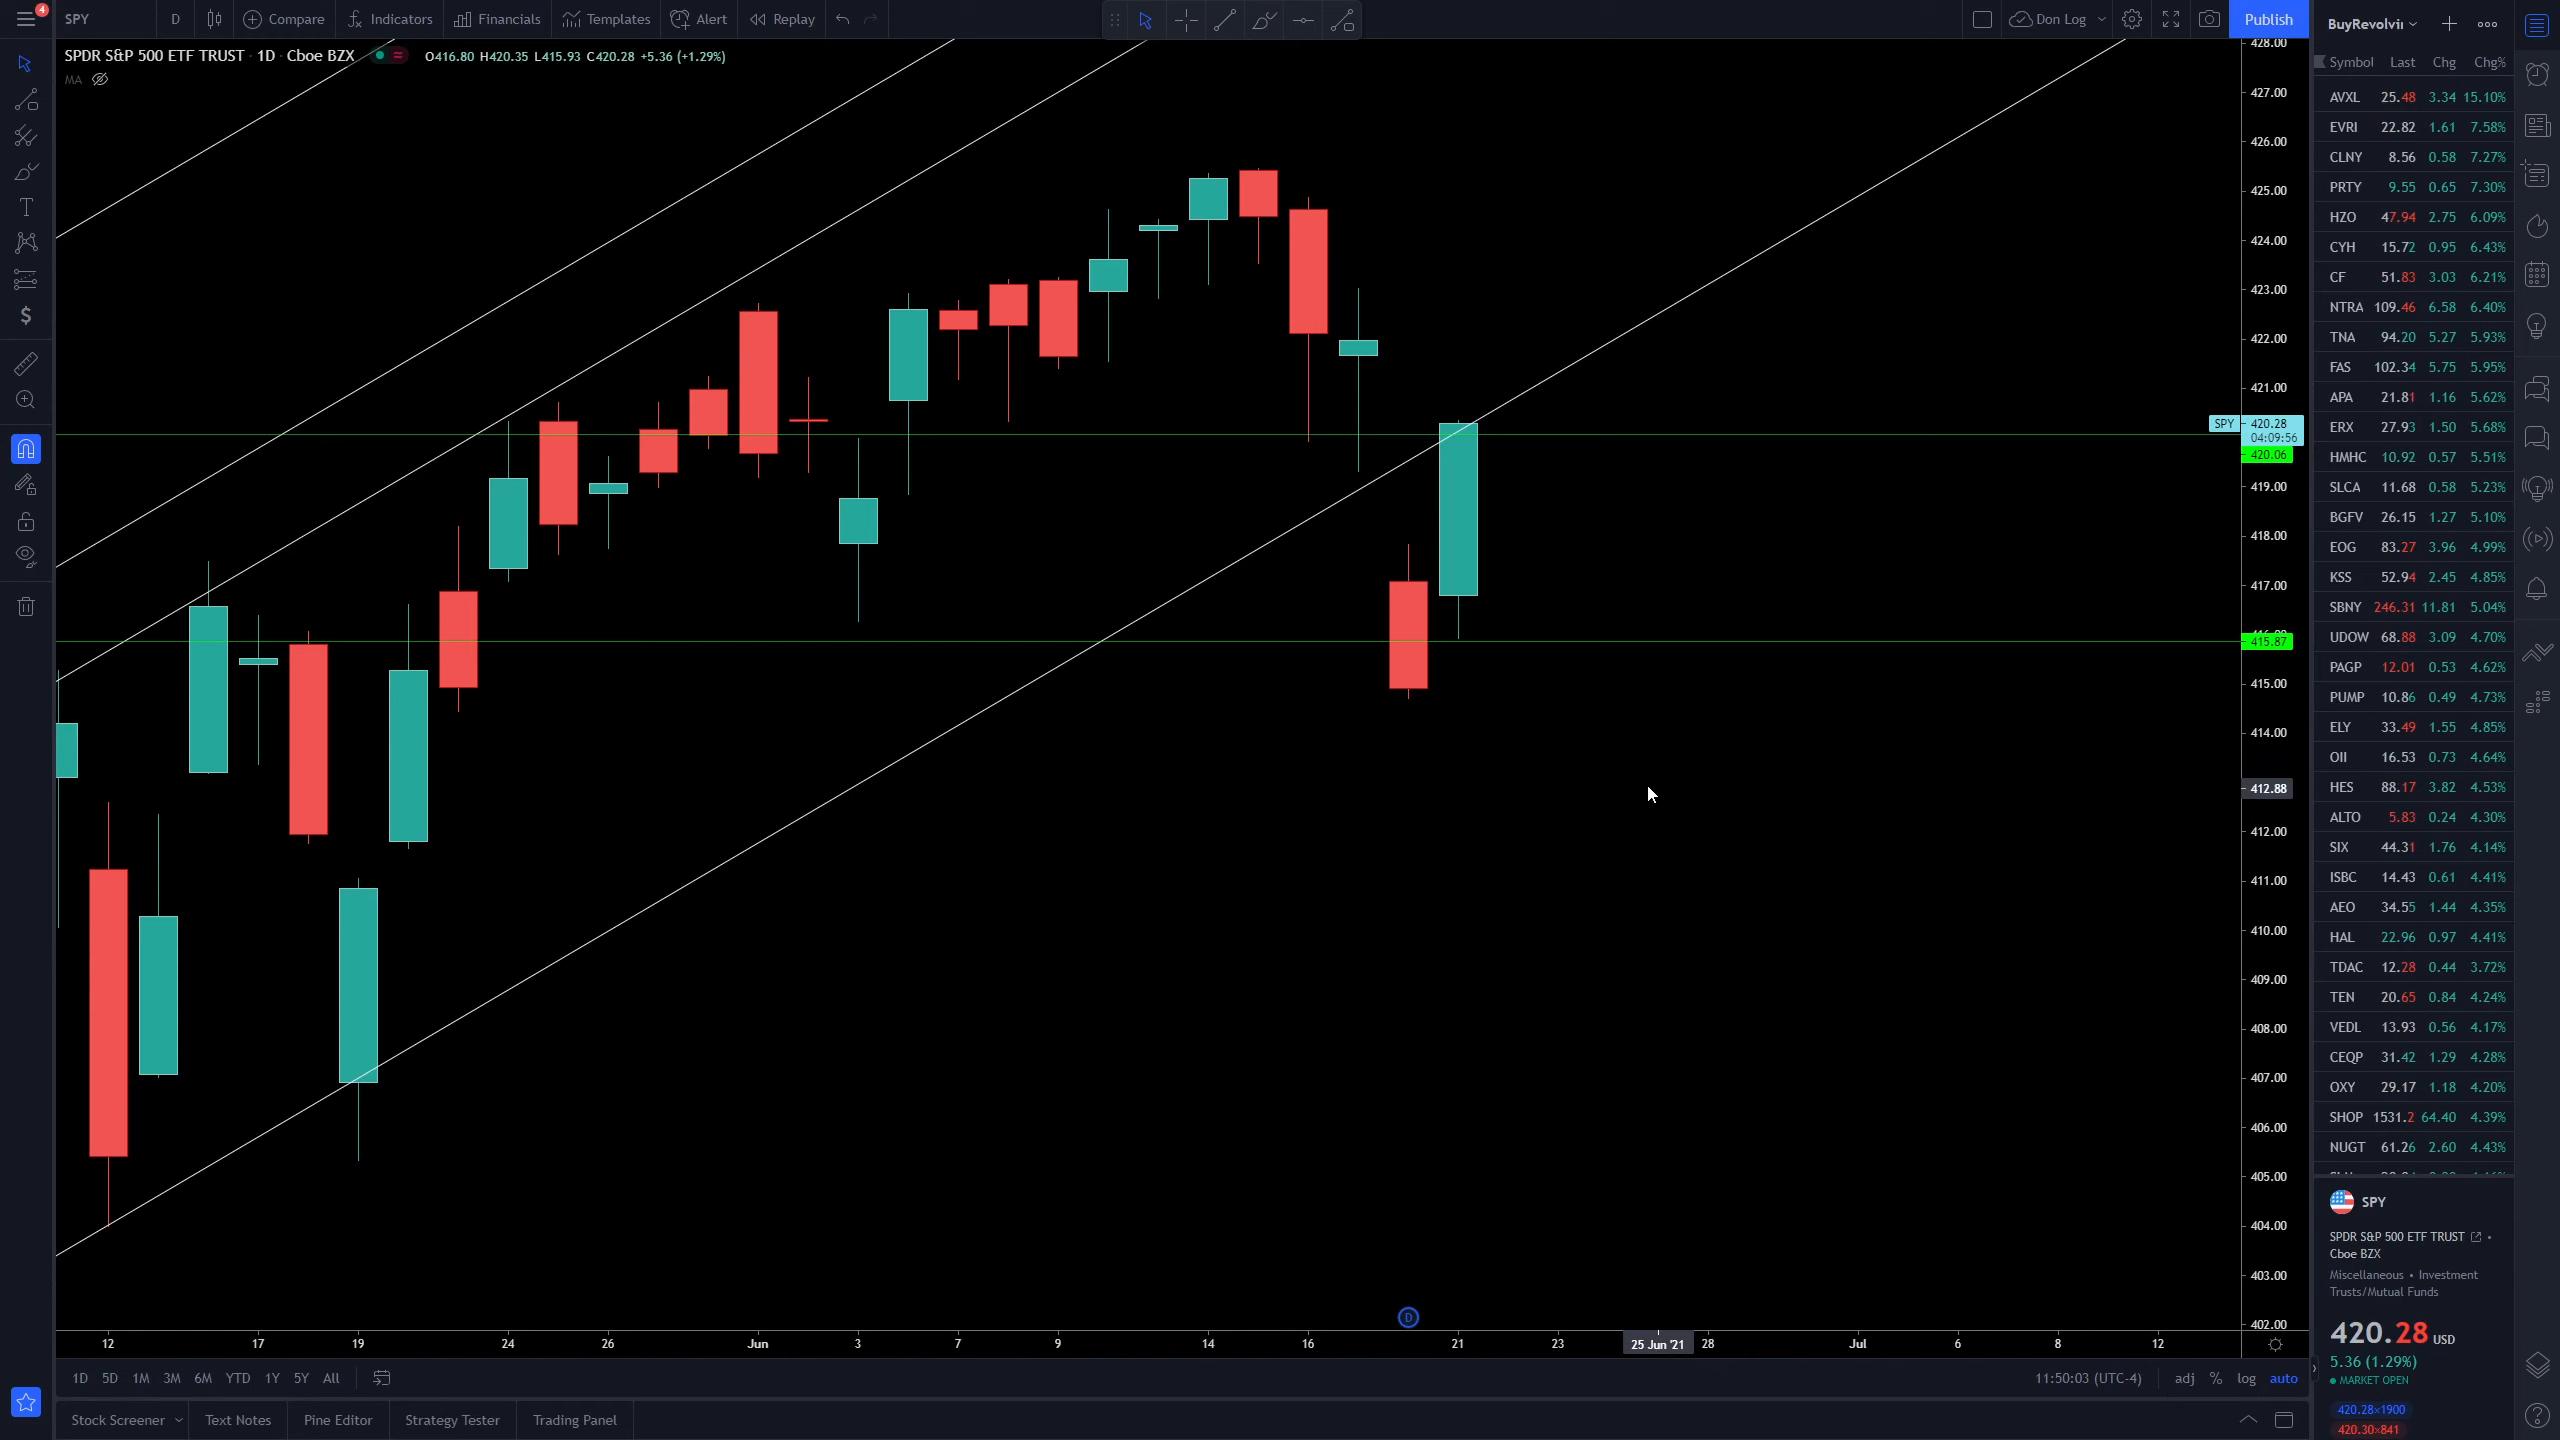 4
SPY D Compare Indicators Financials Templates Alert Replay Don Log Publish
SPDR S&P 500 ETF TRUST · 1D · Cboe BZX O416.80 H420.35 L415.93 C420.28 +5.36 (+1.29%)
MA
428.00
427.00
426.00
425.00
424.00
423.00
422.00
421.00
SPY 420.28
04:09:56
420.06
419.00
418.00
417.00
415.87
415.00
414.00
412.88
412.00
411.00
410.00
409.00
408.00
407.00
406.00
405.00
404.00
403.00
402.00
D
12 17 19 24 26 Jun 3 7 9 14 16 21 23 25 Jun '21 28 Jul 6 8 12
1D 5D 1M 3M 6M YTD 1Y 5Y All 11:50:03 (UTC-4) adj % log auto
Stock Screener Text Notes Pine Editor Strategy Tester Trading Panel
Symbol Last Chg Chg%
AVXL 25.48 3.34 15.10%
EVRI 22.82 1.61 7.58%
CLNY 8.56 0.58 7.27%
PRTY 9.55 0.65 7.30%
HZO 47.94 2.75 6.09%
CYH 15.72 0.95 6.43%
CF 51.83 3.03 6.21%
NTRA 109.46 6.58 6.40%
TNA 94.20 5.27 5.93%
FAS 102.34 5.75 5.95%
APA 21.81 1.16 5.62%
ERX 27.93 1.50 5.68%
HMHC 10.92 0.57 5.51%
SLCA 11.68 0.58 5.23%
BGFV 26.15 1.27 5.10%
EOG 83.27 3.96 4.99%
KSS 52.94 2.45 4.85%
SBNY 246.31 11.81 5.04%
UDOW 68.88 3.09 4.70%
PAGP 12.01 0.53 4.62%
PUMP 10.86 0.49 4.73%
ELY 33.49 1.55 4.85%
OII 16.53 0.73 4.64%
HES 88.17 3.82 4.53%
ALTO 5.83 0.24 4.30%
SIX 44.31 1.76 4.14%
ISBC 14.43 0.61 4.41%
AEO 34.55 1.44 4.35%
HAL 22.96 0.97 4.41%
TDAC 12.28 0.44 3.72%
TEN 20.65 0.84 4.24%
VEDL 13.93 0.56 4.17%
CEQP 31.42 1.29 4.28%
OXY 29.17 1.18 4.20%
SHOP 1531.2 64.40 4.39%
NUGT 61.26 2.60 4.43%
SPY
SPDR S&P 500 ETF TRUST •
Cboe BZX
Miscellaneous • Investment
Trusts/Mutual Funds
420.28 USD
5.36 (1.29%)
MARKET OPEN
420.28×1900
420.30×841